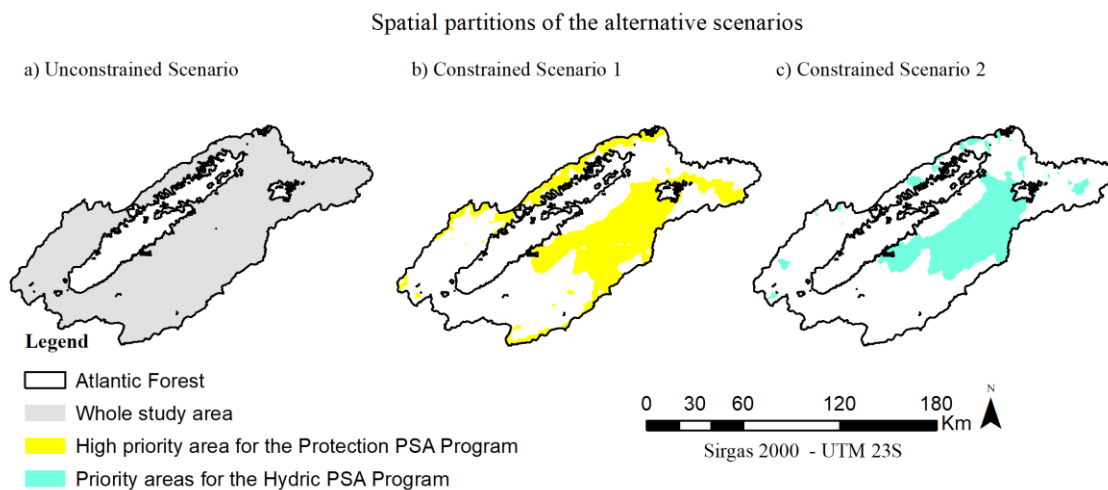 Spatial partitions of the alternative scenarios
a) Unconstrained Scenario
b) Constrained Scenario 1
c) Constrained Scenario 2
Legend
Atlantic Forest
Whole study area
High priority area for the Protection PSA Program
Priority areas for the Hydric PSA Program
0 30 60 120 180
Km
N
Sirgas 2000 - UTM 23S